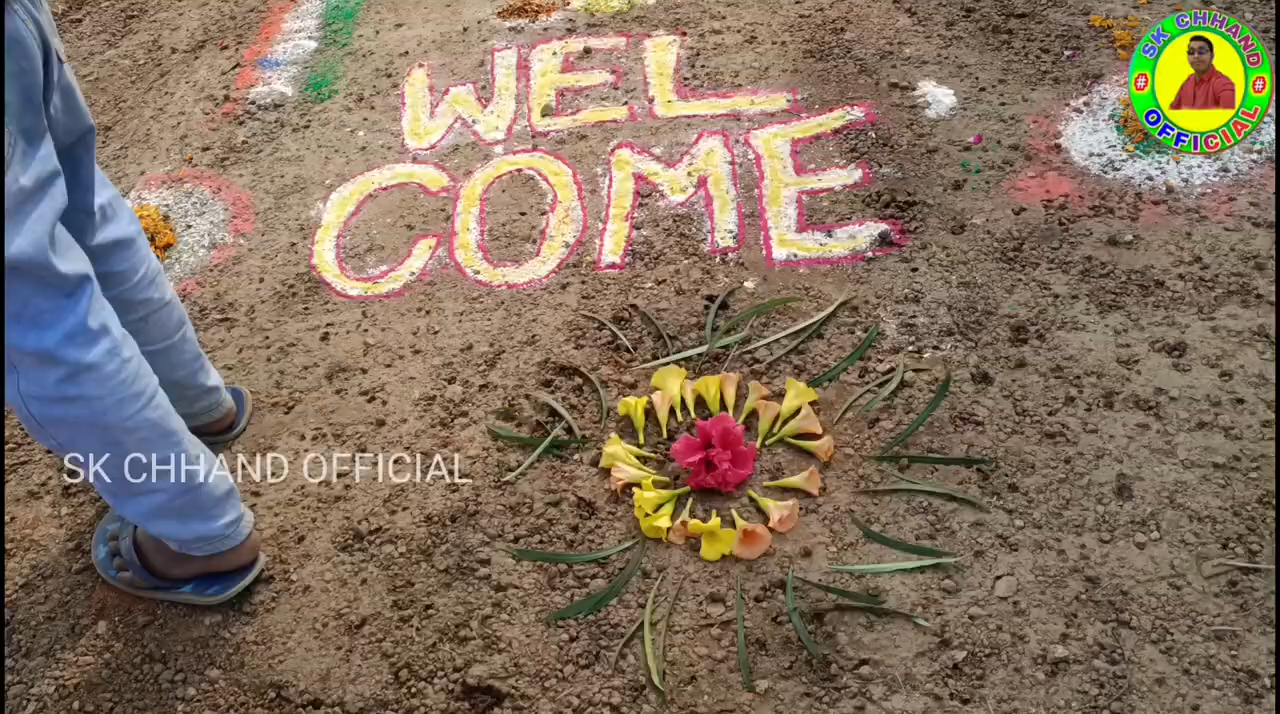 WEL
COME
SK CHHAND OFFICIAL
# SK CHHAND #
OFFICIAL